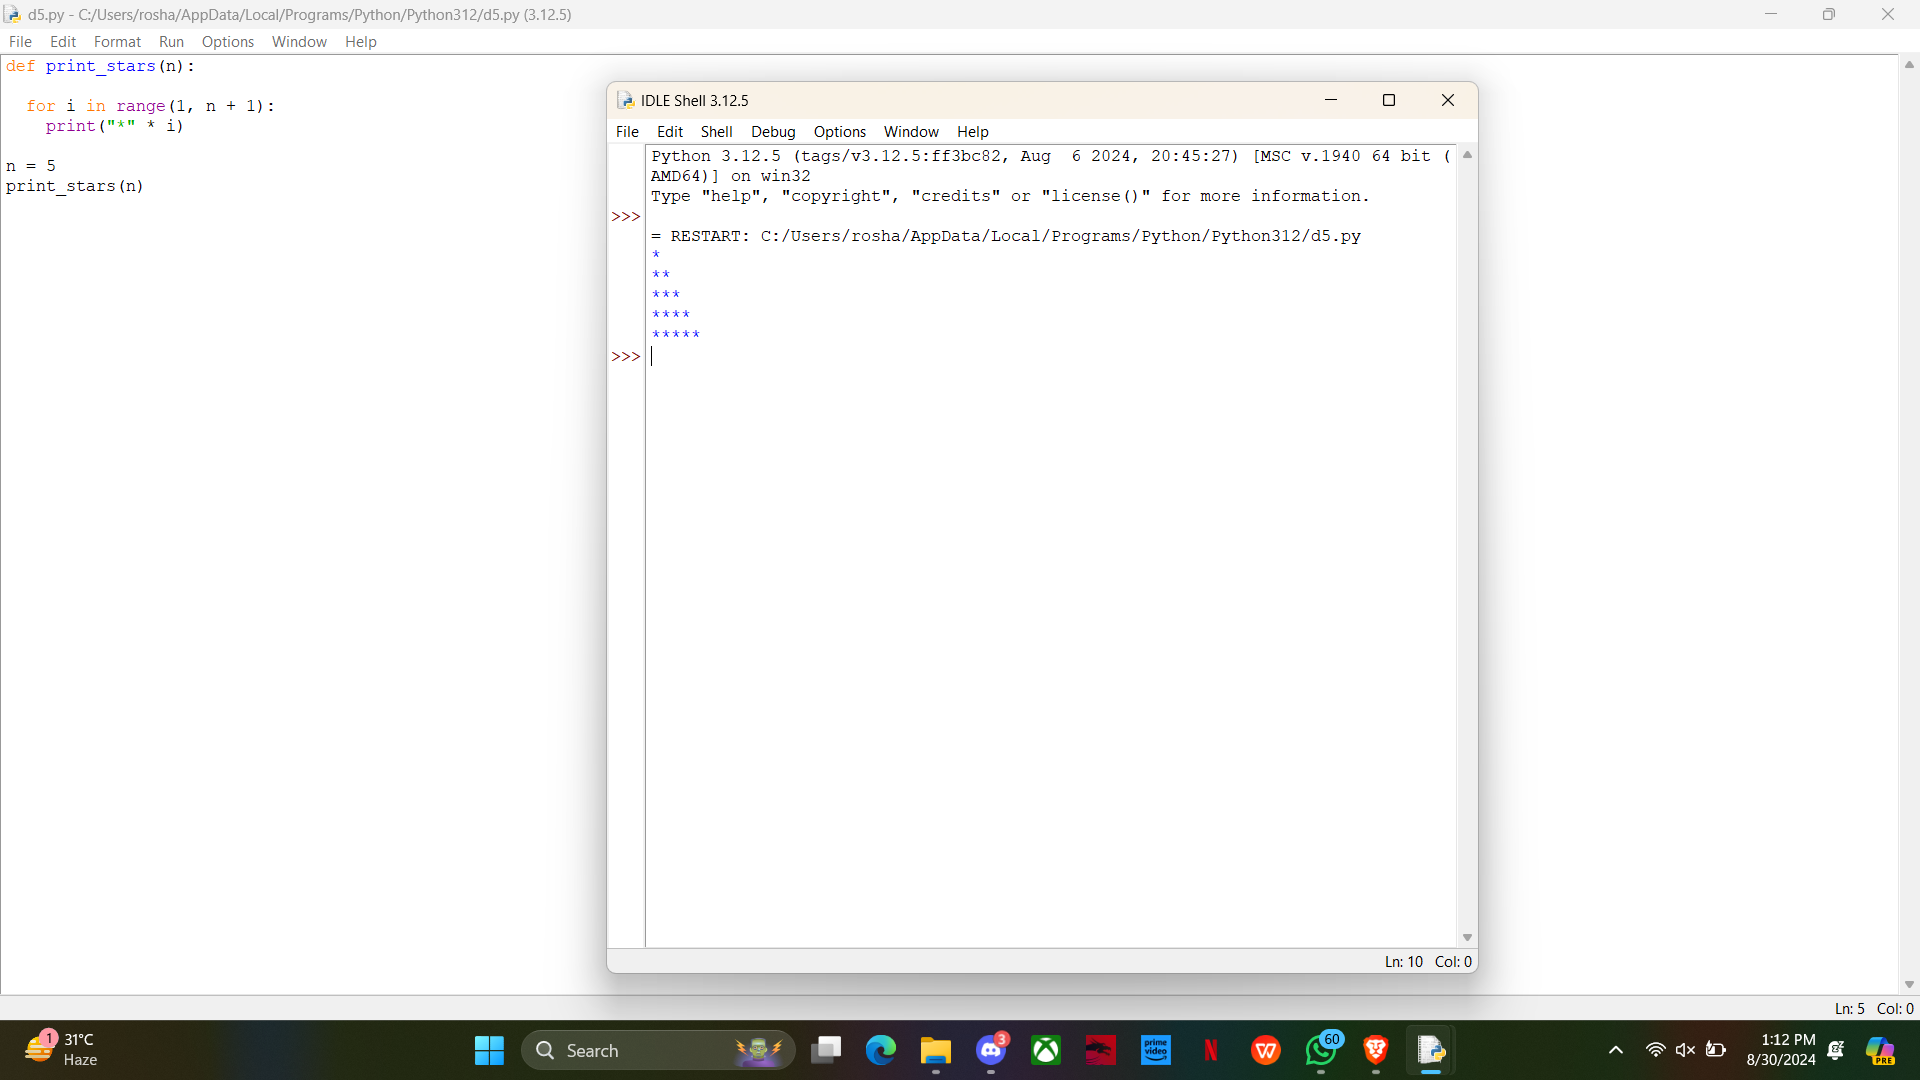 d5.py - C:/Users/rosha/AppData/Local/Programs/Python/Python312/d5.py (3.12.5)
File Edit Format Run Options Window Help
def print_stars(n):
  for i in range(1, n + 1):
    print("*" * i)
n = 5
print_stars(n)
IDLE Shell 3.12.5
File Edit Shell Debug Options Window Help
Python 3.12.5 (tags/v3.12.5:ff3bc82, Aug  6 2024, 20:45:27) [MSC v.1940 64 bit (
AMD64)] on win32
Type "help", "copyright", "credits" or "license()" for more information.
>>>
= RESTART: C:/Users/rosha/AppData/Local/Programs/Python/Python312/d5.py
*
**
***
****
*****
>>>
Ln: 10 Col: 0
Ln: 5 Col: 0
1
31°C
Haze
Search
3
prime video
N
W
60
1:12 PM
8/30/2024
PRE